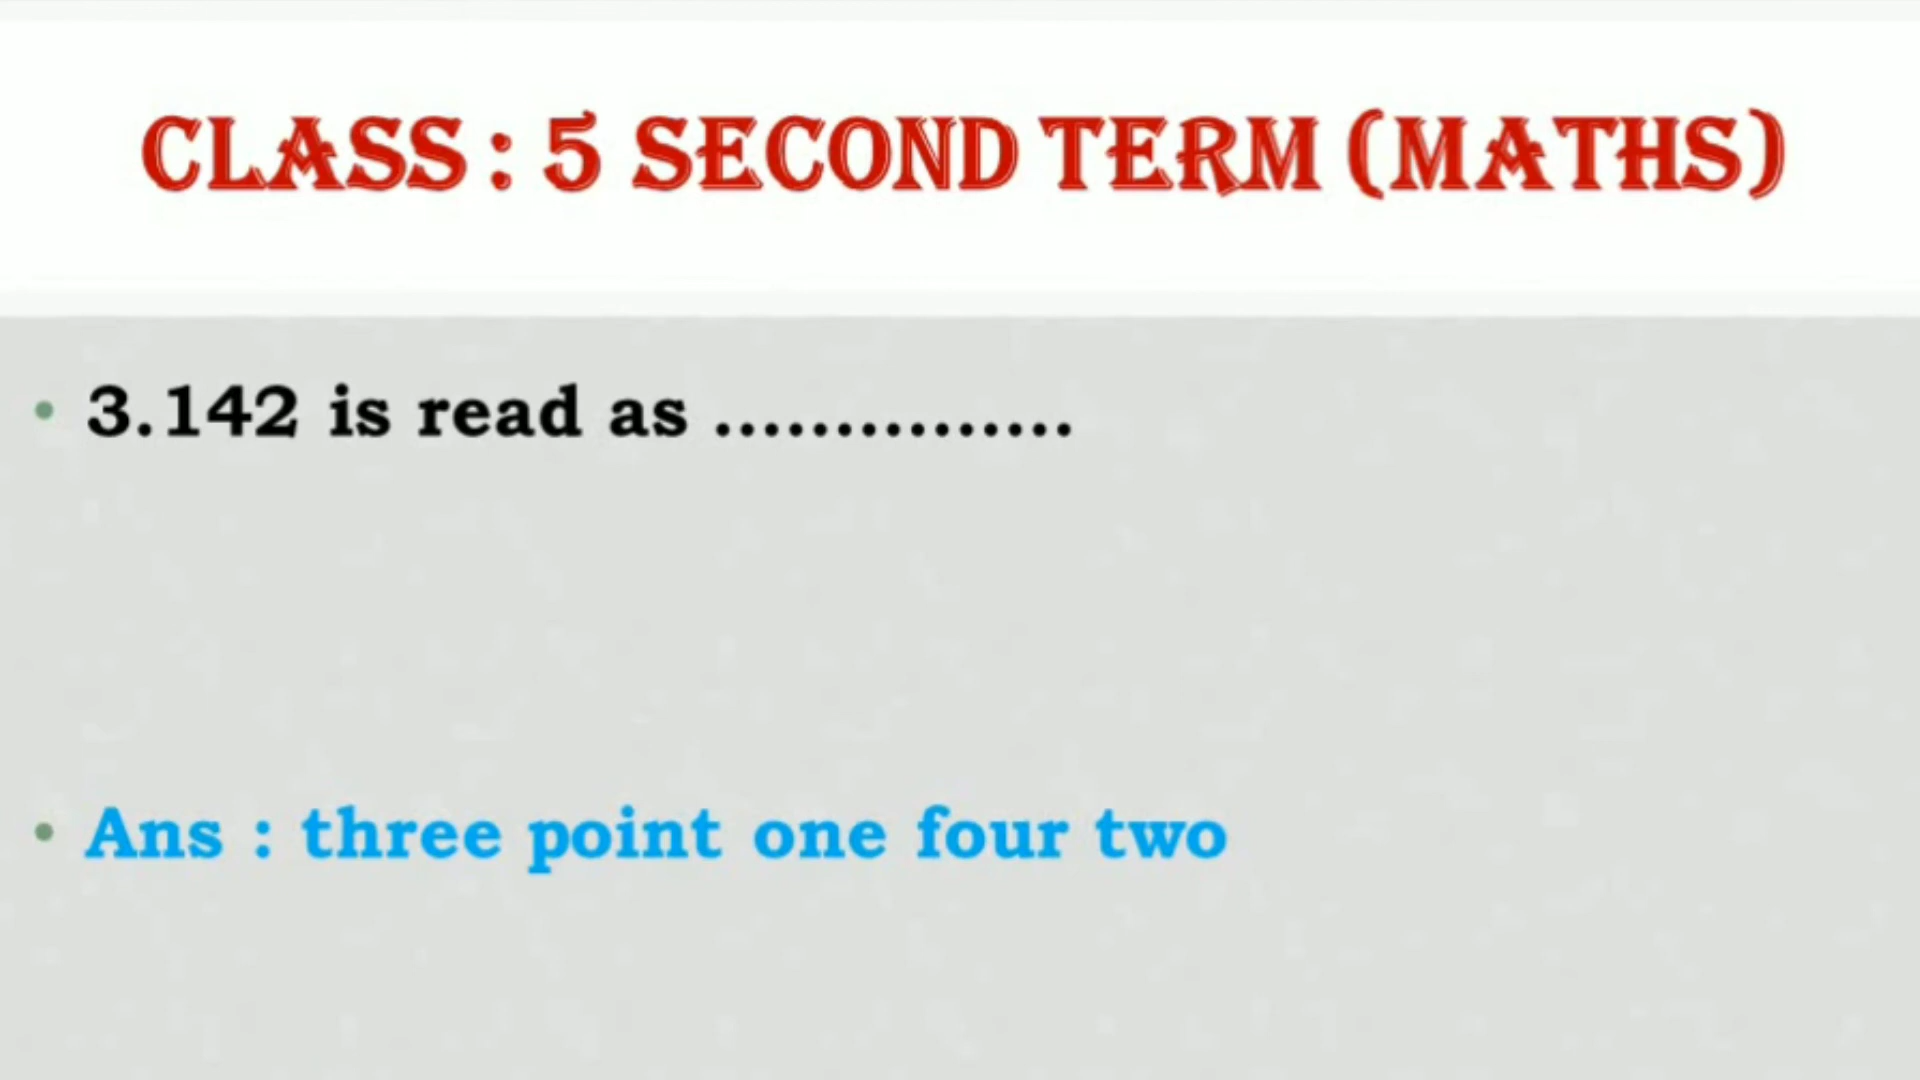 CLASS : 5 SECOND TERM (MATHS)
• 3.142 is read as ...............
• Ans : three point one four two